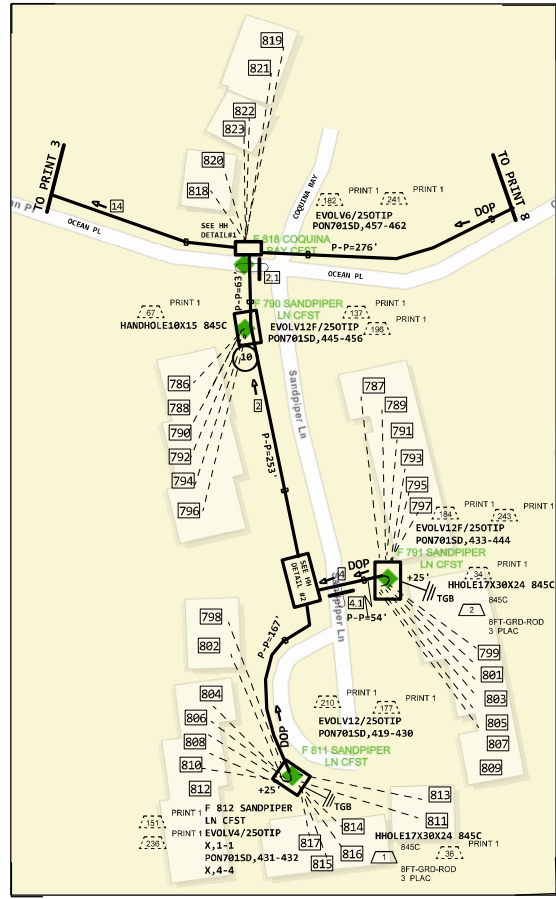 819
821
822
823
820
818
TO PRINT 3
14
an Pl
OCEAN PL
SEE HH
DETAIL#1
COQUINA BAY
PRINT 1
182
PRINT 1
241
EVOLV6/250TIP
PON701SD,457-462
DOP
TO PRINT 8
F 818 COQUINA
BAY CFST
P-P=276'
OCEAN PL
2.1
P-P=63'
PRINT 1
67
HANDHOLE10X15 845C
F 790 SANDPIPER
LN CFST
PRINT 1
137
EVOLV12F/250TIP
PRINT 1
196
PON701SD,445-456
10
2
P-P=253'
Sandpiper Ln
786
788
790
792
794
796
787
789
791
793
795
797
PRINT 1
184
PRINT 1
243
EVOLV12F/250TIP
PON701SD,433-444
F 791 SANDPIPER
LN CFST
SEE HH
DETAIL #2
DOP
4
4.1
P-P=54'
Sandpiper Ln
+25'
TGB
PRINT 1
34
HHOLE17X30X24 845C
845C
2
8FT-GRD-ROD
3 PLAC
798
802
P-P=167'
799
801
803
805
807
809
804
806
808
810
812
DOP
PRINT 1
210
PRINT 1
177
EVOLV12/250TIP
PON701SD,419-430
F 811 SANDPIPER
LN CFST
+25'
TGB
F 812 SANDPIPER
LN CFST
PRINT 1
151
PRINT 1
236
EVOLV4/250TIP
X,1-1
PON701SD,431-432
X,4-4
813
811
814
817
816
815
HHOLE17X30X24 845C
845C
PRINT 1
36
1
8FT-GRD-ROD
3 PLAC